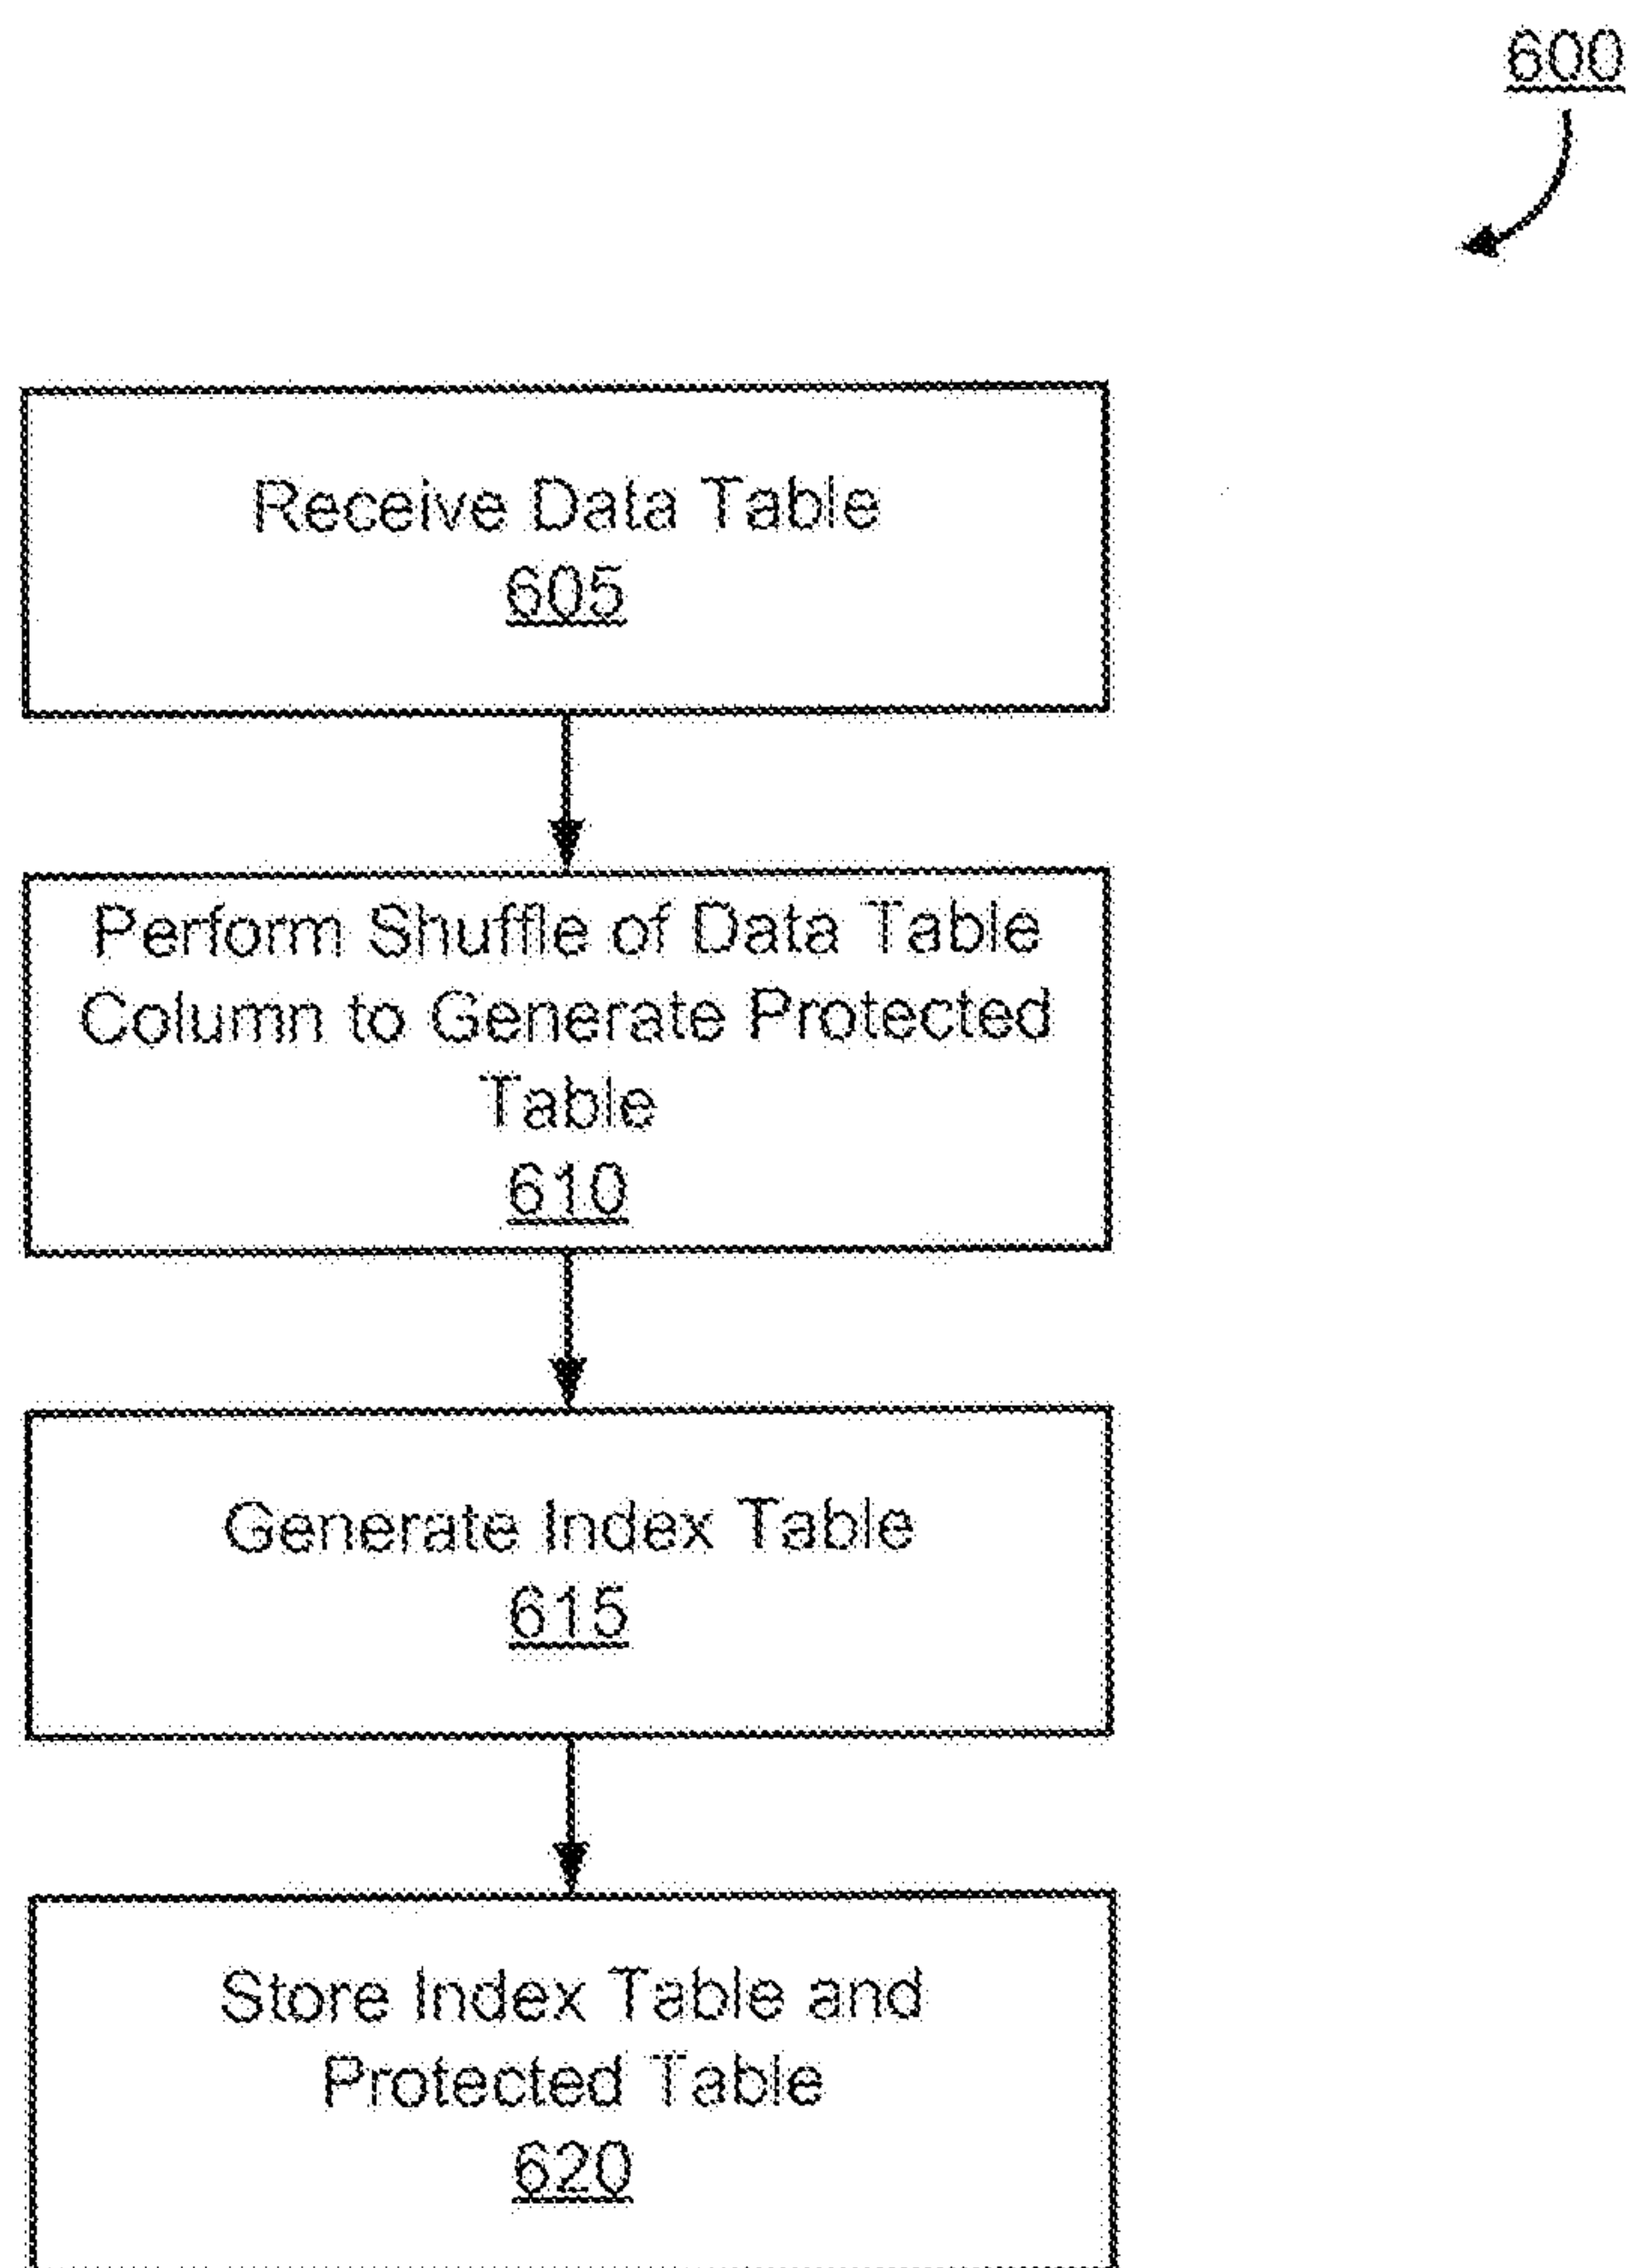 600
Receive Data Table
605
Perform Shuffle of Data Table
Column to Generate Protected
Table
610
Generate Index Table
615
Store Index Table and
Protected Table
620